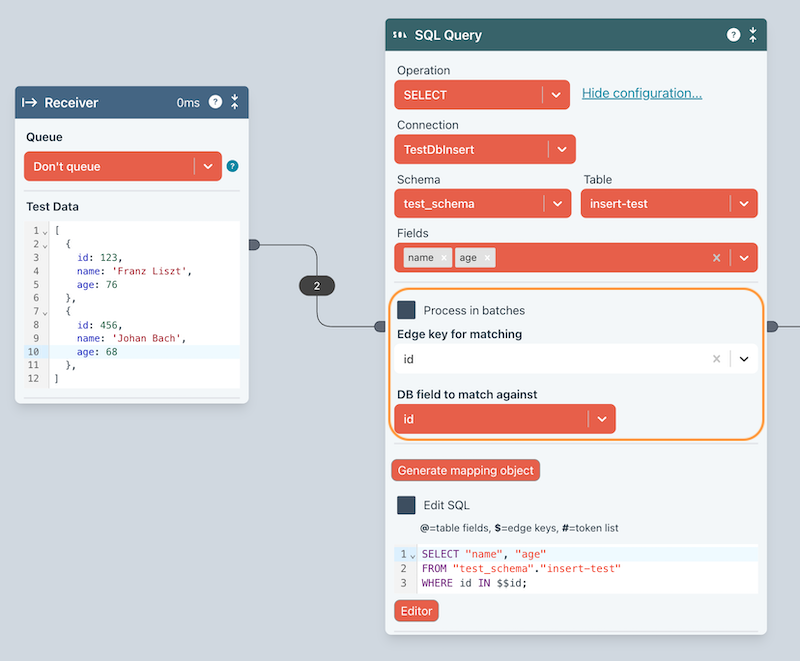 Receiver
0ms
?
Queue
Don't queue
?
Test Data
1 [
2 {
3 id: 123,
4 name: 'Franz Liszt',
5 age: 76
6 },
7 {
8 id: 456,
9 name: 'Johan Bach',
10 age: 68
11 },
12 ]
2
SQL SQL Query
?
Operation
SELECT
Hide configuration...
Connection
TestDbInsert
Schema Table
test_schema insert-test
Fields
name × age × ×
Process in batches
Edge key for matching
id ×
DB field to match against
id
Generate mapping object
Edit SQL
@=table fields, $=edge keys, #=token list
1 SELECT "name", "age"
2 FROM "test_schema"."insert-test"
3 WHERE id IN $$id;
Editor